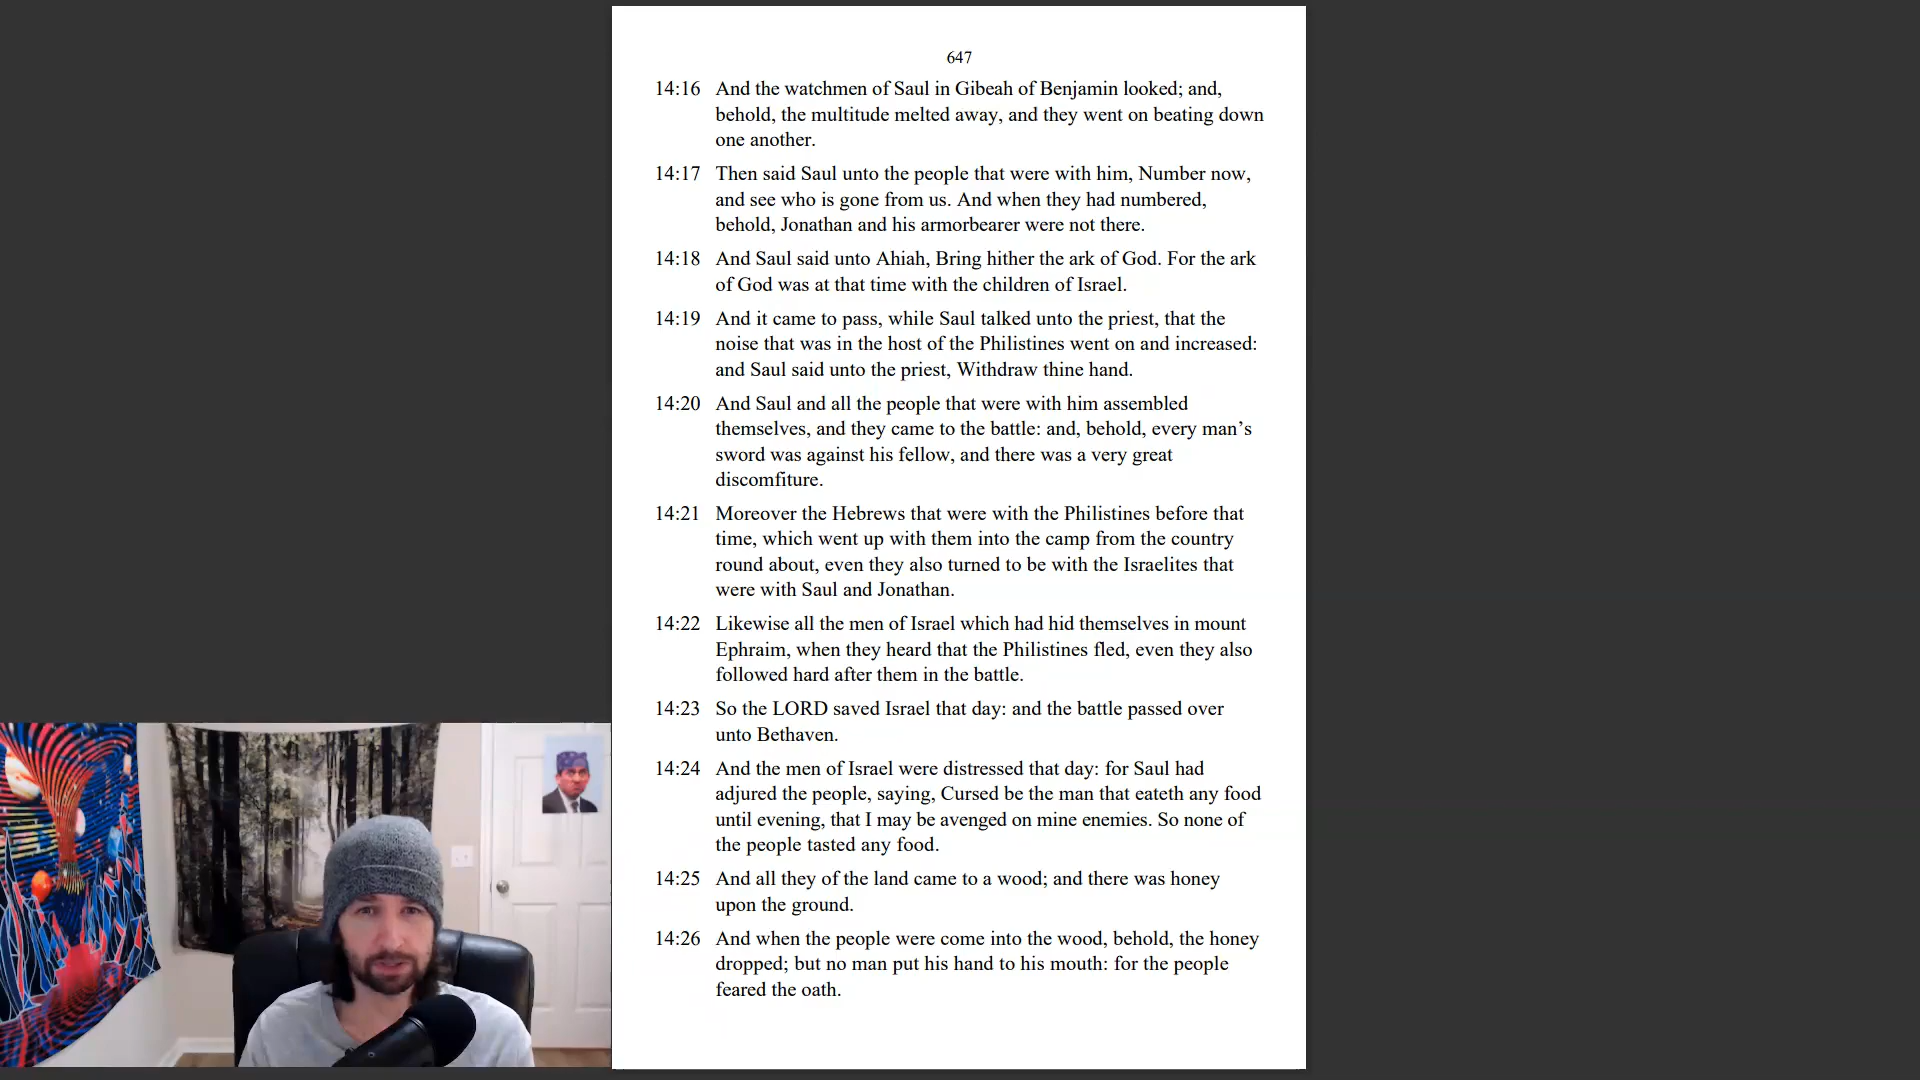 647
14:16 And the watchmen of Saul in Gibeah of Benjamin looked; and,
behold, the multitude melted away, and they went on beating down
one another.
14:17 Then said Saul unto the people that were with him, Number now,
and see who is gone from us. And when they had numbered,
behold, Jonathan and his armorbearer were not there.
14:18 And Saul said unto Ahiah, Bring hither the ark of God. For the ark
of God was at that time with the children of Israel.
14:19 And it came to pass, while Saul talked unto the priest, that the
noise that was in the host of the Philistines went on and increased:
and Saul said unto the priest, Withdraw thine hand.
14:20 And Saul and all the people that were with him assembled
themselves, and they came to the battle: and, behold, every man’s
sword was against his fellow, and there was a very great
discomfiture.
14:21 Moreover the Hebrews that were with the Philistines before that
time, which went up with them into the camp from the country
round about, even they also turned to be with the Israelites that
were with Saul and Jonathan.
14:22 Likewise all the men of Israel which had hid themselves in mount
Ephraim, when they heard that the Philistines fled, even they also
followed hard after them in the battle.
14:23 So the LORD saved Israel that day: and the battle passed over
unto Bethaven.
14:24 And the men of Israel were distressed that day: for Saul had
adjured the people, saying, Cursed be the man that eateth any food
until evening, that I may be avenged on mine enemies. So none of
the people tasted any food.
14:25 And all they of the land came to a wood; and there was honey
upon the ground.
14:26 And when the people were come into the wood, behold, the honey
dropped; but no man put his hand to his mouth: for the people
feared the oath.